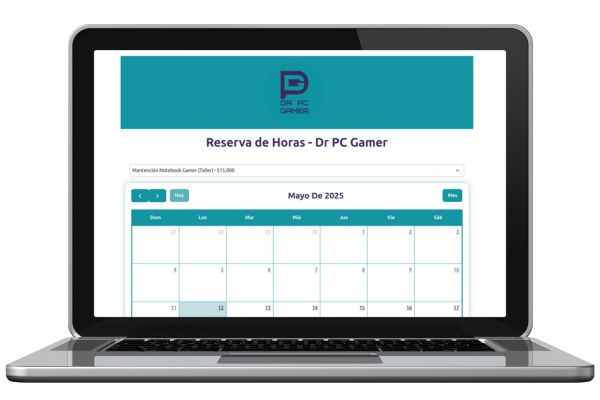 DR PC
GAMER
Reserva de Horas - Dr PC Gamer
Mantención Notebook Gamer (Taller) - $15.000
Hoy
Mayo De 2025
Mes
Dom Lun Mar Mié Jue Vie Sáb
27 28 29 30 1 2 3
4 5 6 7 8 9 10
11 12 13 14 15 16 17